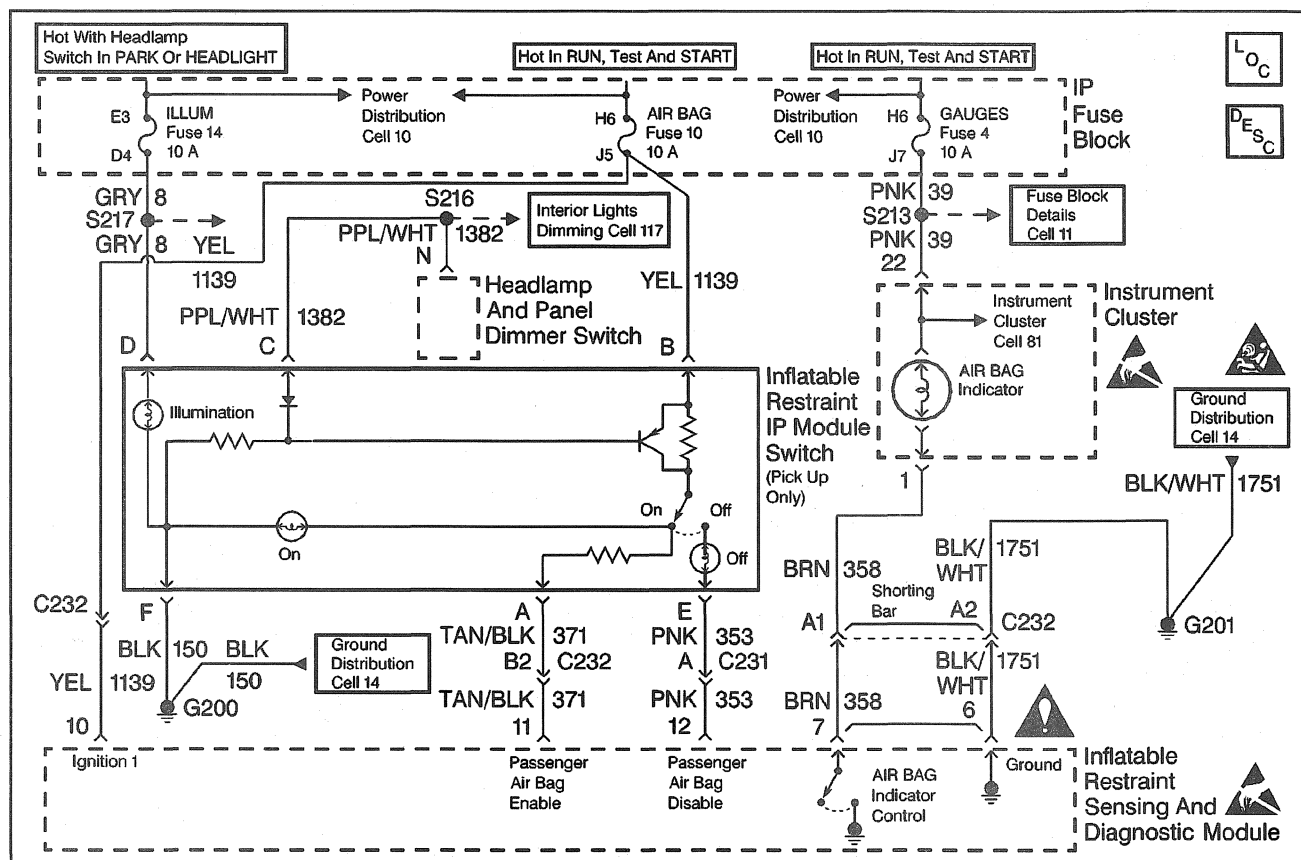 Hot With Headlamp
Switch In PARK Or HEADLIGHT
Hot In RUN, Test And START
Hot In RUN, Test And START
L
O
C
D
E
S
C
E3
ILLUM
Fuse 14
10 A
D4
Power
Distribution
Cell 10
H6
AIR BAG
Fuse 10
10 A
J5
Power
Distribution
Cell 10
H6
GAUGES
Fuse 4
10 A
J7
IP
Fuse
Block
GRY 8
S217
GRY 8
YEL
1139
S216
PPL/WHT 1382
N
Interior Lights
Dimming Cell 117
PNK 39
S213
PNK 39
22
Fuse Block
Details
Cell 11
Headlamp
And Panel
Dimmer Switch
YEL 1139
PPL/WHT 1382
D
C
B
Instrument
Cluster
Cell 81
Instrument
Cluster
AIR BAG
Indicator
1
Illumination
On
On
Off
Off
Inflatable
Restraint
IP Module
Switch
(Pick Up
Only)
Ground
Distribution
Cell 14
BLK/WHT 1751
BRN 358
BLK/
WHT
1751
Shorting
Bar
A1
A2
C232
G201
C232
F
A
E
BLK 150
BLK
150
Ground
Distribution
Cell 14
G200
YEL 1139
10
TAN/BLK 371
B2
C232
TAN/BLK 371
11
PNK 353
A
C231
PNK 353
12
BRN 358
7
BLK/
WHT
1751
6
Ignition 1
Passenger
Air Bag
Enable
Passenger
Air Bag
Disable
AIR BAG
Indicator
Control
Ground
Inflatable
Restraint
Sensing And
Diagnostic Module